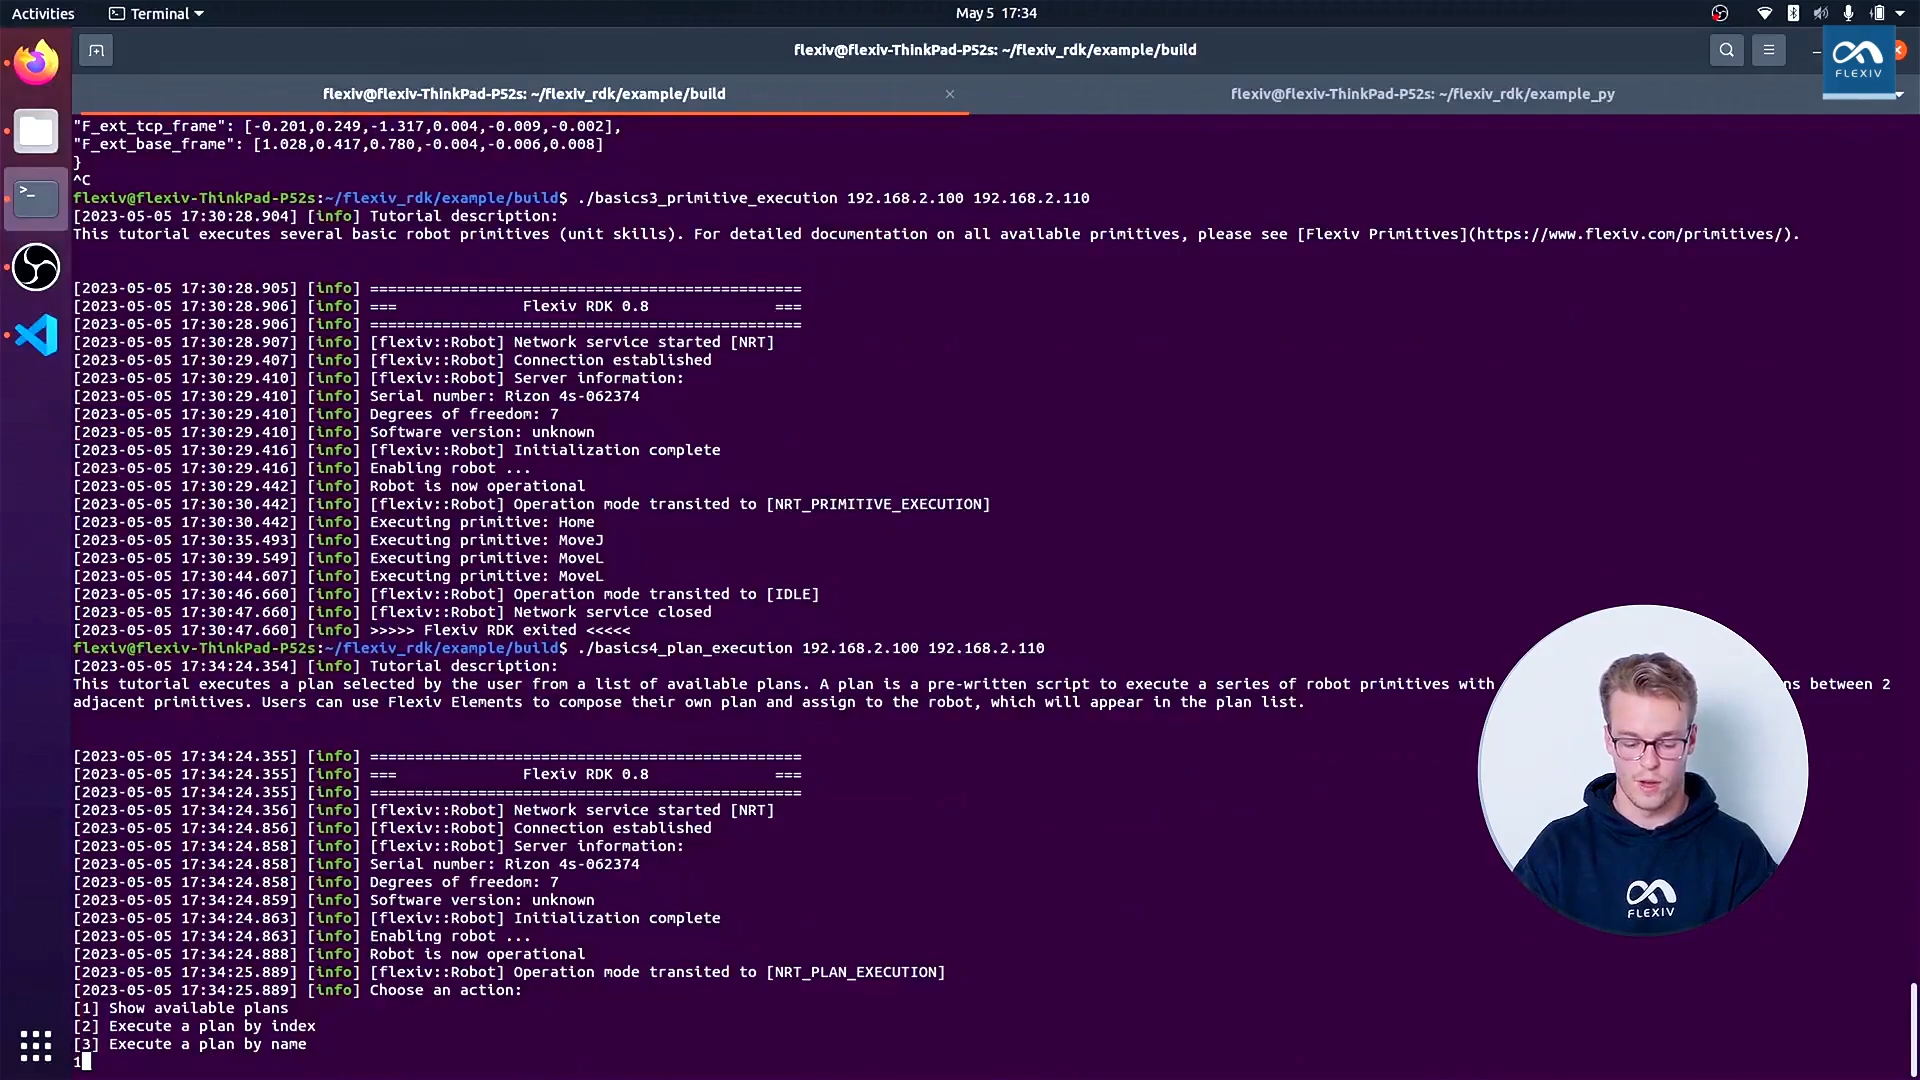 Activities
Terminal
May 5 17:34
flexiv@flexiv-ThinkPad-P52s: ~/flexiv_rdk/example/build
FLEXIV
flexiv@flexiv-ThinkPad-P52s: ~/flexiv_rdk/example/build
flexiv@flexiv-ThinkPad-P52s: ~/flexiv_rdk/example_py
"F_ext_tcp_frame": [-0.201,0.249,-1.317,0.004,-0.009,-0.002],
"F_ext_base_frame": [1.028,0.417,0.780,-0.004,-0.006,0.008]
}
^C
flexiv@flexiv-ThinkPad-P52s:~/flexiv_rdk/example/build$ ./basics3_primitive_execution 192.168.2.100 192.168.2.110
[2023-05-05 17:30:28.904] [info] Tutorial description:
This tutorial executes several basic robot primitives (unit skills). For detailed documentation on all available primitives, please see [Flexiv Primitives](https://www.flexiv.com/primitives/).
[2023-05-05 17:30:28.905] [info] ================================================
[2023-05-05 17:30:28.906] [info] ===              Flexiv RDK 0.8              ===
[2023-05-05 17:30:28.906] [info] ================================================
[2023-05-05 17:30:28.907] [info] [flexiv::Robot] Network service started [NRT]
[2023-05-05 17:30:29.407] [info] [flexiv::Robot] Connection established
[2023-05-05 17:30:29.410] [info] [flexiv::Robot] Server information:
[2023-05-05 17:30:29.410] [info] Serial number: Rizon 4s-062374
[2023-05-05 17:30:29.410] [info] Degrees of freedom: 7
[2023-05-05 17:30:29.410] [info] Software version: unknown
[2023-05-05 17:30:29.416] [info] [flexiv::Robot] Initialization complete
[2023-05-05 17:30:29.416] [info] Enabling robot ...
[2023-05-05 17:30:29.442] [info] Robot is now operational
[2023-05-05 17:30:30.442] [info] [flexiv::Robot] Operation mode transited to [NRT_PRIMITIVE_EXECUTION]
[2023-05-05 17:30:30.442] [info] Executing primitive: Home
[2023-05-05 17:30:35.493] [info] Executing primitive: MoveJ
[2023-05-05 17:30:39.549] [info] Executing primitive: MoveL
[2023-05-05 17:30:44.607] [info] Executing primitive: MoveL
[2023-05-05 17:30:46.660] [info] [flexiv::Robot] Operation mode transited to [IDLE]
[2023-05-05 17:30:47.660] [info] [flexiv::Robot] Network service closed
[2023-05-05 17:30:47.660] [info] >>>>> Flexiv RDK exited <<<<<
flexiv@flexiv-ThinkPad-P52s:~/flexiv_rdk/example/build$ ./basics4_plan_execution 192.168.2.100 192.168.2.110
[2023-05-05 17:34:24.354] [info] Tutorial description:
This tutorial executes a plan selected by the user from a list of available plans. A plan is a pre-written script to execute a series of robot primitives with ns between 2
adjacent primitives. Users can use Flexiv Elements to compose their own plan and assign to the robot, which will appear in the plan list.
[2023-05-05 17:34:24.355] [info] ================================================
[2023-05-05 17:34:24.355] [info] ===              Flexiv RDK 0.8              ===
[2023-05-05 17:34:24.355] [info] ================================================
[2023-05-05 17:34:24.356] [info] [flexiv::Robot] Network service started [NRT]
[2023-05-05 17:34:24.856] [info] [flexiv::Robot] Connection established
[2023-05-05 17:34:24.858] [info] [flexiv::Robot] Server information:
[2023-05-05 17:34:24.858] [info] Serial number: Rizon 4s-062374
[2023-05-05 17:34:24.858] [info] Degrees of freedom: 7
[2023-05-05 17:34:24.859] [info] Software version: unknown
[2023-05-05 17:34:24.863] [info] [flexiv::Robot] Initialization complete
[2023-05-05 17:34:24.863] [info] Enabling robot ...
[2023-05-05 17:34:24.888] [info] Robot is now operational
[2023-05-05 17:34:25.889] [info] [flexiv::Robot] Operation mode transited to [NRT_PLAN_EXECUTION]
[2023-05-05 17:34:25.889] [info] Choose an action:
[1] Show available plans
[2] Execute a plan by index
[3] Execute a plan by name
1
FLEXIV